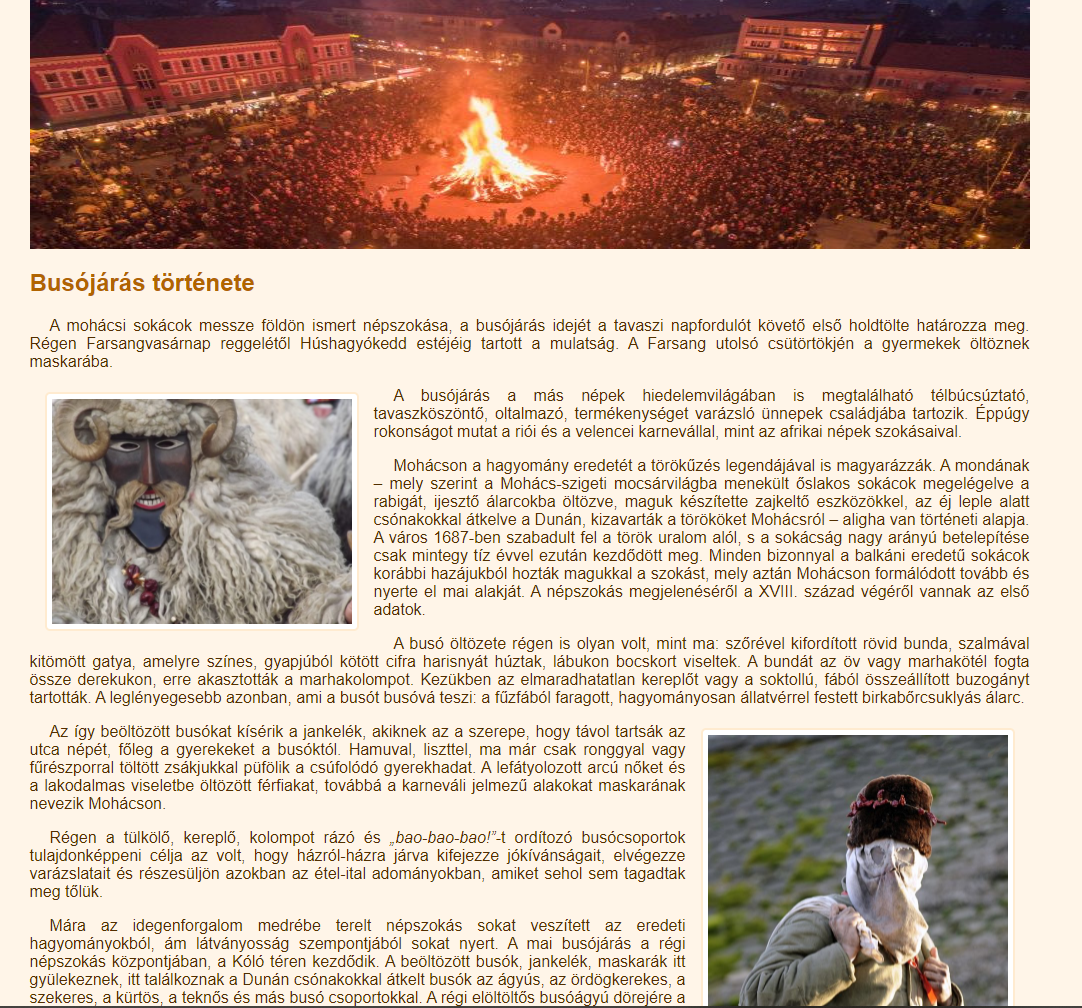 Busójárás története
A mohácsi sokácok messze földön ismert népszokása, a busójárás idejét a tavaszi napfordulót követő első holdtölte határozza meg.
Régen Farsangvasárnap reggelétől Húshagyókedd estéjéig tartott a mulatság. A Farsang utolsó csütörtökjén a gyermekek öltöznek
maskarába.
A busójárás a más népek hiedelemvilágában is megtalálható télbúcsúztató,
tavaszköszöntő, oltalmazó, termékenységet varázsló ünnepek családjába tartozik. Éppúgy
rokonságot mutat a riói és a velencei karnevállal, mint az afrikai népek szokásaival.
Mohácson a hagyomány eredetét a törökűzés legendájával is magyarázzák. A mondának
– mely szerint a Mohács-szigeti mocsárvilágba menekült őslakos sokácok megelégelve a
rabigát, ijesztő álarcokba öltözve, maguk készítette zajkeltő eszközökkel, az éj leple alatt
csónakokkal átkelve a Dunán, kizavarták a törököket Mohácsról – aligha van történeti alapja.
A város 1687-ben szabadult fel a török uralom alól, s a sokácság nagy arányú betelepítése
csak mintegy tíz évvel ezután kezdődött meg. Minden bizonnyal a balkáni eredetű sokácok
korábbi hazájukból hozták magukkal a szokást, mely aztán Mohácson formálódott tovább és
nyerte el mai alakját. A népszokás megjelenéséről a XVIII. század végéről vannak az első
adatok.
A busó öltözete régen is olyan volt, mint ma: szőrével kifordított rövid bunda, szalmával
kitömött gatya, amelyre színes, gyapjúból kötött cifra harisnyát húztak, lábukon bocskort viseltek. A bundát az öv vagy marhakötél fogta
össze derekukon, erre akasztották a marhakolompot. Kezükben az elmaradhatatlan kereplőt vagy a soktollú, fából összeállított buzogányt
tartották. A leglényegesebb azonban, ami a busót busóvá teszi: a fűzfából faragott, hagyományosan állatvérrel festett birkabőrcsuklyás álarc.
Az így beöltözött busókat kísérik a jankelék, akiknek az a szerepe, hogy távol tartsák az
utca népét, főleg a gyerekeket a busóktól. Hamuval, liszttel, ma már csak ronggyal vagy
fűrészporral töltött zsákjukkal püfölik a csúfolódó gyerekhadat. A lefátyolozott arcú nőket és
a lakodalmas viseletbe öltözött férfiakat, továbbá a karneváli jelmezű alakokat maskarának
nevezik Mohácson.
Régen a tülkölő, kereplő, kolompot rázó és „bao-bao-bao!”-t ordítozó busócsoportok
tulajdonképpeni célja az volt, hogy házról-házra járva kifejezze jókívánságait, elvégezze
varázslatait és részesüljön azokban az étel-ital adományokban, amiket sehol sem tagadtak
meg tőlük.
Mára az idegenforgalom medrébe terelt népszokás sokat veszített az eredeti
hagyományokból, ám látványosság szempontjából sokat nyert. A mai busójárás a régi
népszokás központjában, a Kóló téren kezdődik. A beöltözött busók, jankelék, maskarák itt
gyülekeznek, itt találkoznak a Dunán csónakokkal átkelt busók az ágyús, az ördögkerekes, a
szekeres, a kürtös, a teknős és más busó csoportokkal. A régi elöltöltős busóágyú dörejére a